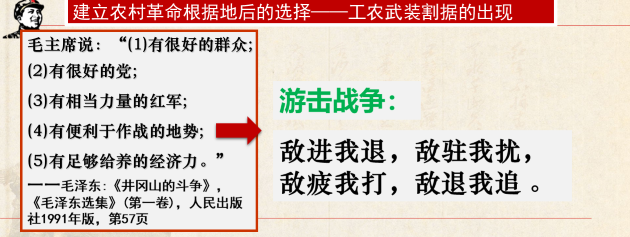 建立农村革命根据地后的选择——工农武装割据的出现
毛主席说：“(1)有很好的群众;
(2)有很好的党;
(3)有相当力量的红军;
(4)有便利于作战的地势;
(5)有足够给养的经济力。”
——毛泽东:《井冈山的斗争》，
《毛泽东选集》(第一卷)，人民出版
社1991年版，第57页
游击战争：
敌进我退，敌驻我扰，
敌疲我打，敌退我追 。